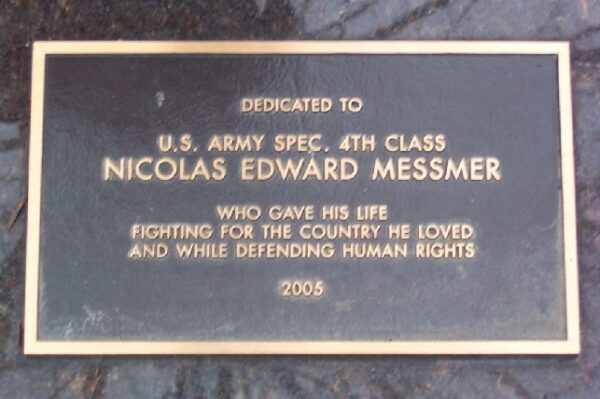 DEDICATED TO
U.S. ARMY SPEC. 4TH CLASS
NICOLAS EDWARD MESSMER
WHO GAVE HIS LIFE
FIGHTING FOR THE COUNTRY HE LOVED
AND WHILE DEFENDING HUMAN RIGHTS
2005